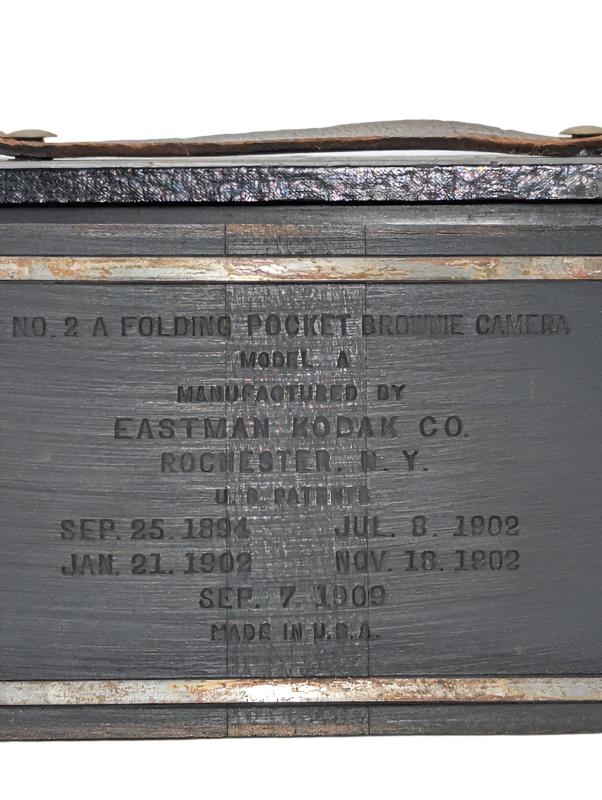 NO. 2 A FOLDING POCKET BROWNIE CAMERA
MODEL A
MANUFACTURED BY
EASTMAN KODAK CO.
ROCHESTER, N. Y.
U. S. PATENTS
SEP. 25. 1894 JUL. 8. 1902
JAN. 21. 1902 NOV. 18. 1902
SEP. 7. 1909
MADE IN U.S.A.